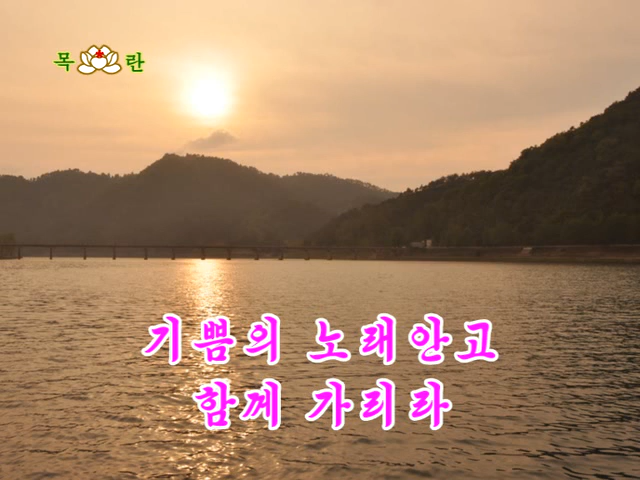 목란
기쁨의 노래안고
함께 가리라